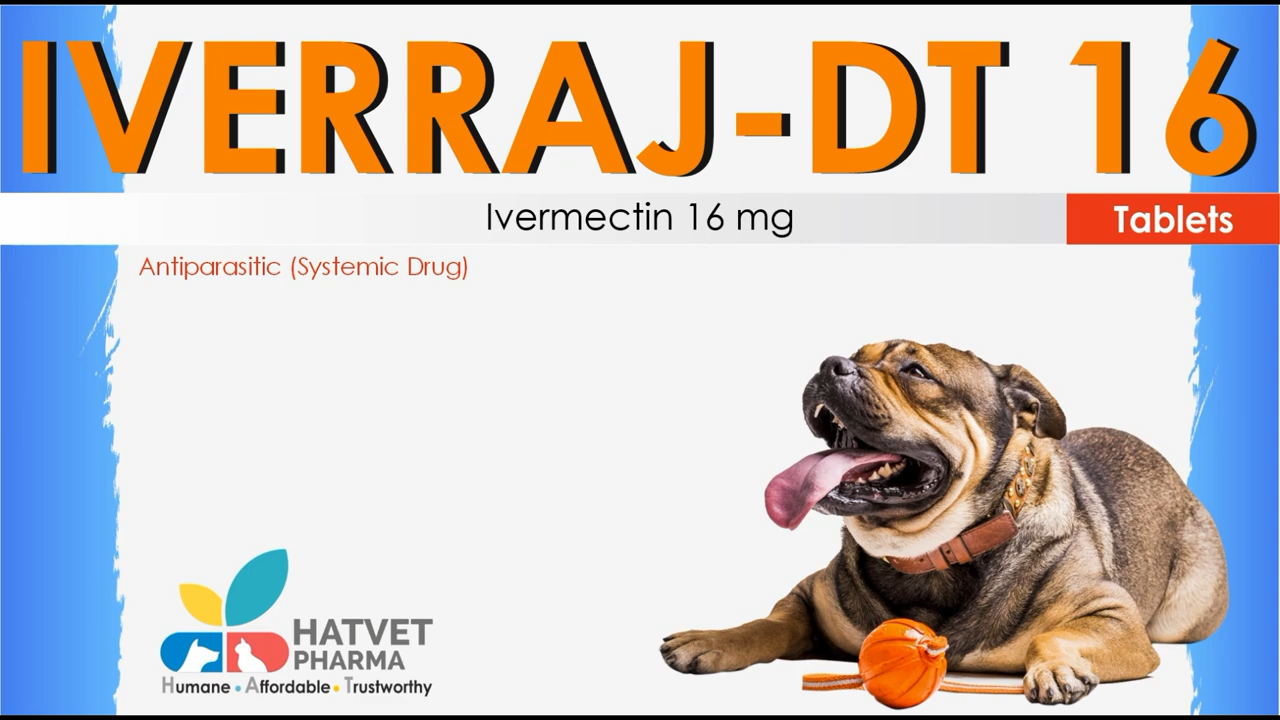 IVERRAJ-DT 16
Ivermectin 16 mg
Tablets
Antiparasitic (Systemic Drug)
HATVET
PHARMA
Humane • Affordable • Trustworthy